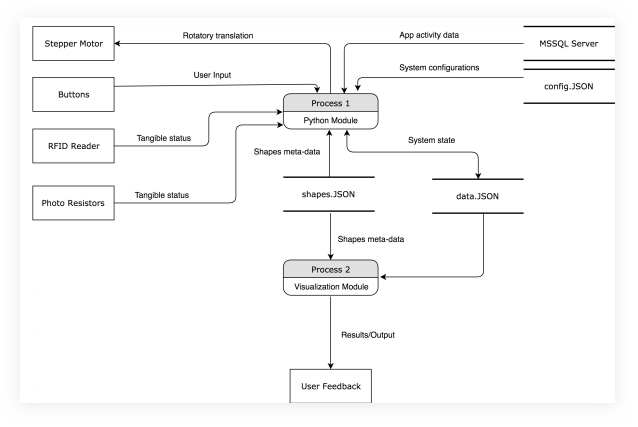 Stepper Motor
Rotatory translation
App activity data
MSSQL Server
System configurations
config.JSON
User Input
Buttons
Process 1
Python Module
RFID Reader
Tangible status
Shapes meta-data
System state
Photo Resistors
Tangible status
shapes.JSON
data.JSON
Shapes meta-data
Process 2
Visualization Module
Results/Output
User Feedback